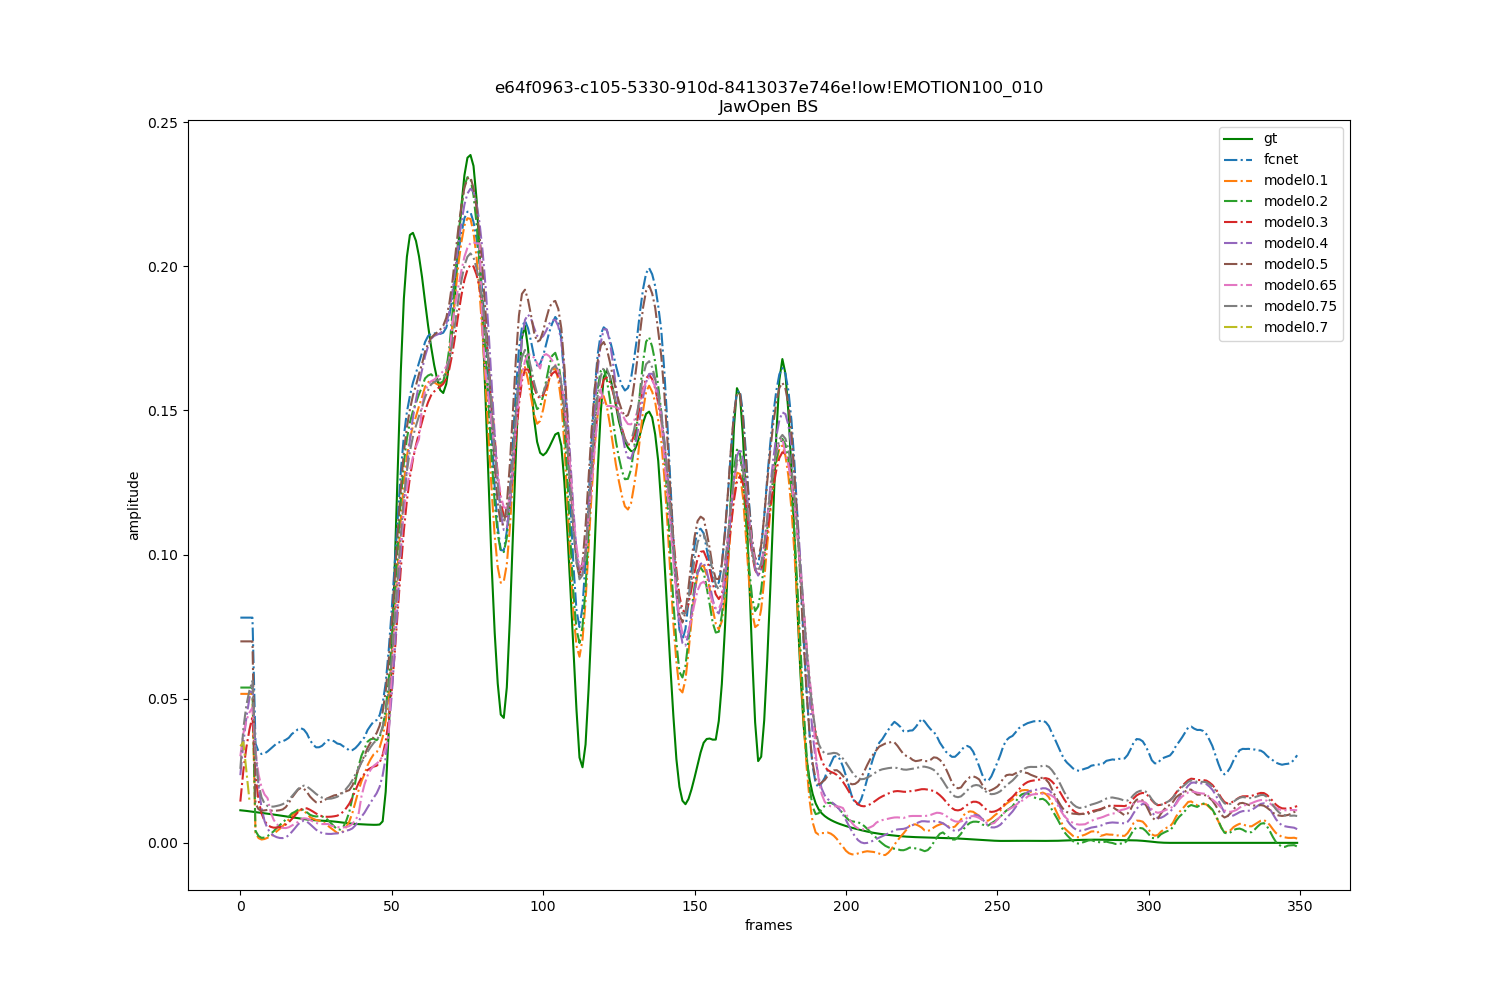 e64f0963-c105-5330-910d-8413037e746e!low!EMOTION100_010
JawOpen BS
gt
fcnet
model0.1
model0.2
model0.3
model0.4
model0.5
model0.65
model0.75
model0.7
amplitude
0.25
0.20
0.15
0.10
0.05
0.00
0
50
100
150
200
250
300
350
frames